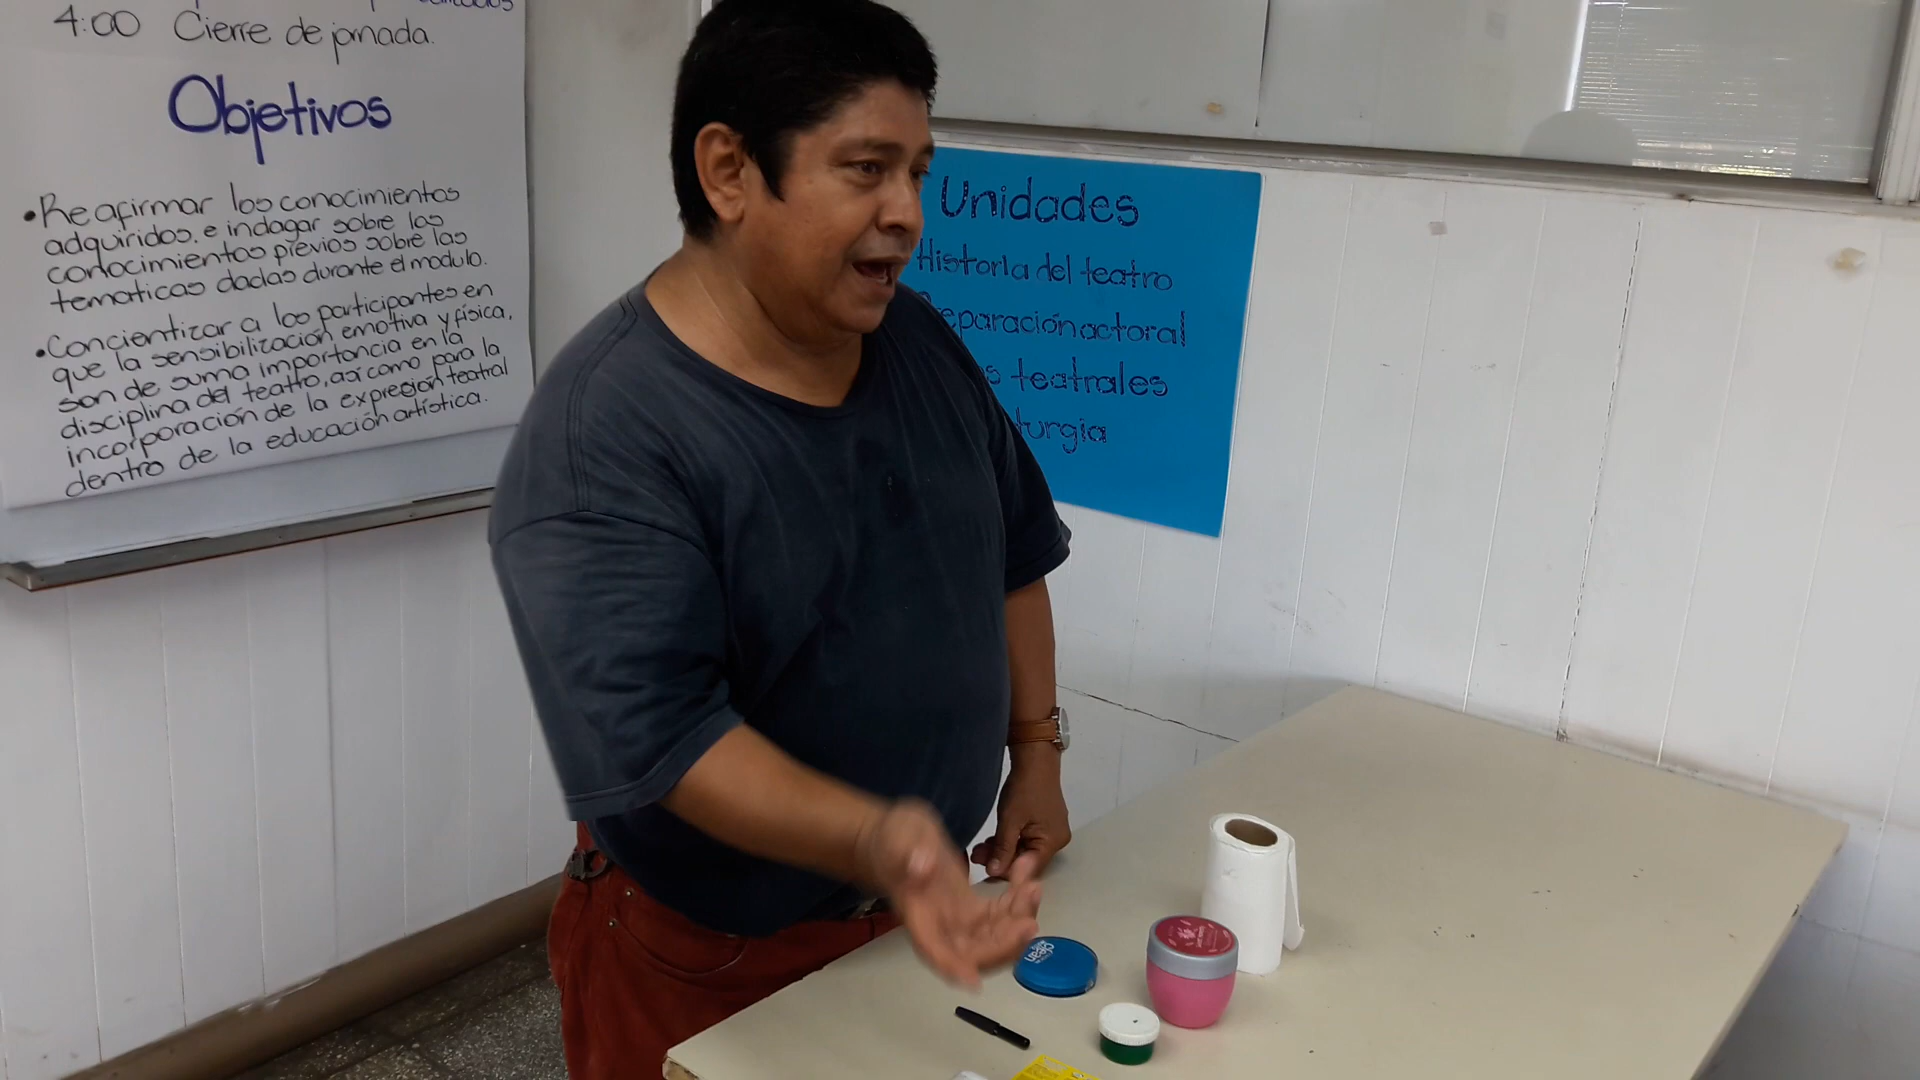 4:00 Cierre de jornada.
Objetivos
•Reafirmar los conocimientos
adquiridos. e indagar sobre los
conocimientos previos sobre las
tematicas dadas durante el modulo.
•Concientizar a los participantes en
que la sensibilización emotiva y física,
son de suma importancia en la
disciplina del teatro, así como para la
incorporación de la expresión teatral
dentro de la educación artística.
Unidades
Historia del teatro
eparación actoral
s teatrales
turgia